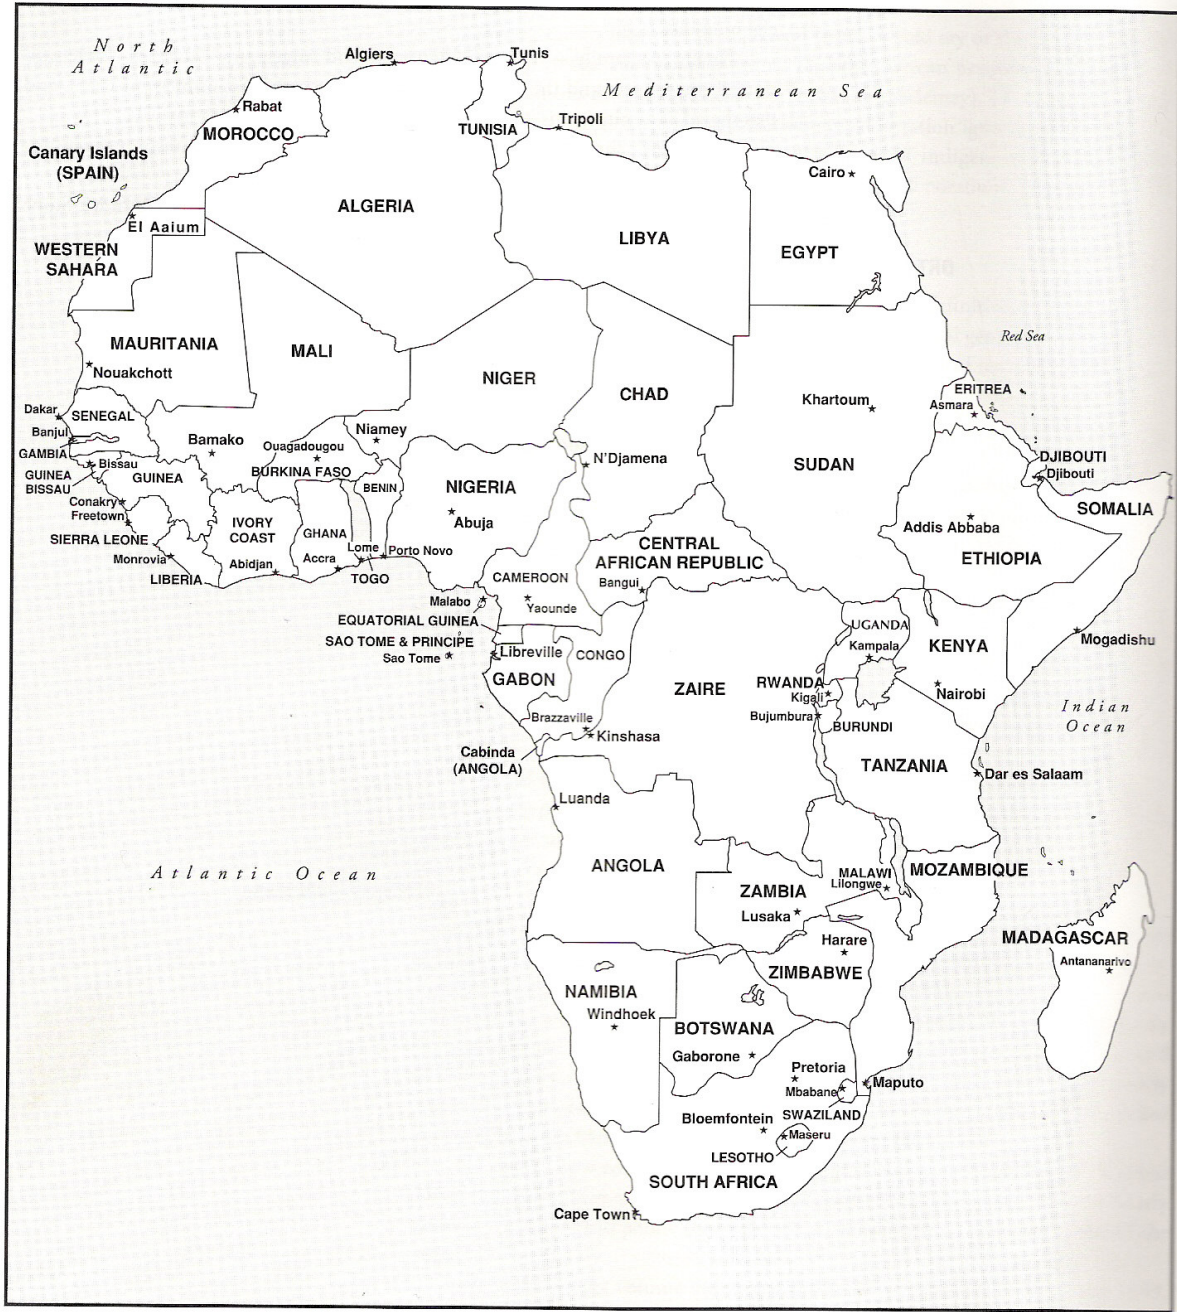 North
Atlantic
Algiers
Tunis
Mediterranean Sea
Rabat
MOROCCO
TUNISIA
Tripoli
Canary Islands
(SPAIN)
Cairo
ALGERIA
El Aaium
LIBYA
EGYPT
WESTERN
SAHARA
Red Sea
MAURITANIA
MALI
NIGER
Nouakchott
CHAD
ERITREA
Khartoum
Asmara
Dakar
SENEGAL
Banjul
Niamey
Bamako
Ouagadougou
GAMBIA
N'Djamena
DJIBOUTI
Bissau
BURKINA FASO
SUDAN
Djibouti
GUINEA
BISSAU
GUINEA
BENIN
NIGERIA
SOMALIA
Conakry
Freetown
IVORY
COAST
Abuja
Addis Abbaba
SIERRA LEONE
GHANA
CENTRAL
AFRICAN REPUBLIC
ETHIOPIA
Monrovia
Abidjan
Accra
Lome
Porto Novo
LIBERIA
TOGO
CAMEROON
Bangui
Malabo
Yaounde
EQUATORIAL GUINEA
UGANDA
SAO TOME & PRINCIPE
Sao Tome
Libreville
CONGO
Kampala
KENYA
Mogadishu
GABON
ZAIRE
RWANDA
Kigali
Nairobi
Indian
Ocean
Brazzaville
Kinshasa
Bujumbura
BURUNDI
Cabinda
(ANGOLA)
TANZANIA
Dar es Salaam
Luanda
Atlantic Ocean
ANGOLA
MALAWI
Lilongwe
MOZAMBIQUE
ZAMBIA
Lusaka
Harare
MADAGASCAR
Antananarivo
ZIMBABWE
NAMIBIA
Windhoek
BOTSWANA
Gaborone
Pretoria
Mbabane
Maputo
SWAZILAND
Bloemfontein
Maseru
LESOTHO
SOUTH AFRICA
Cape Town